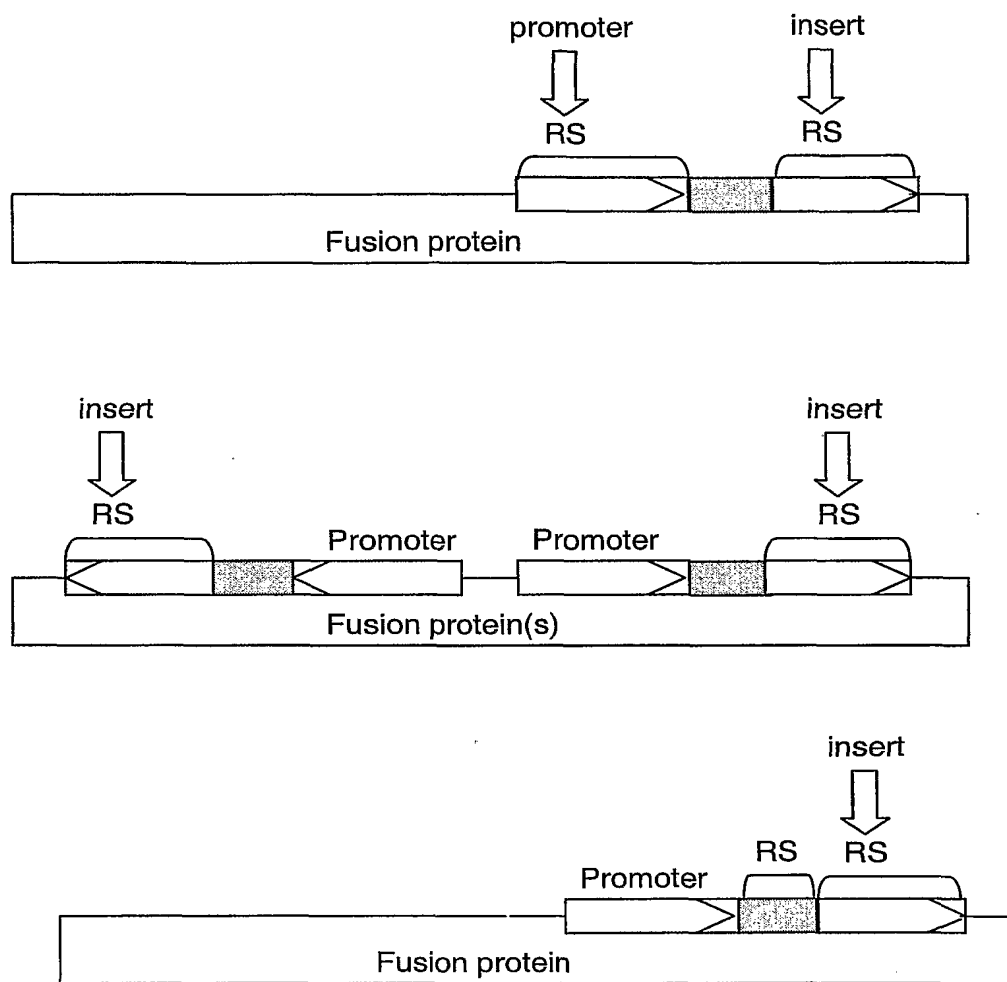 promoter insert
RS RS
Fusion protein
insert insert
RS RS
Promoter Promoter
Fusion protein(s)
insert
RS RS
Promoter
Fusion protein